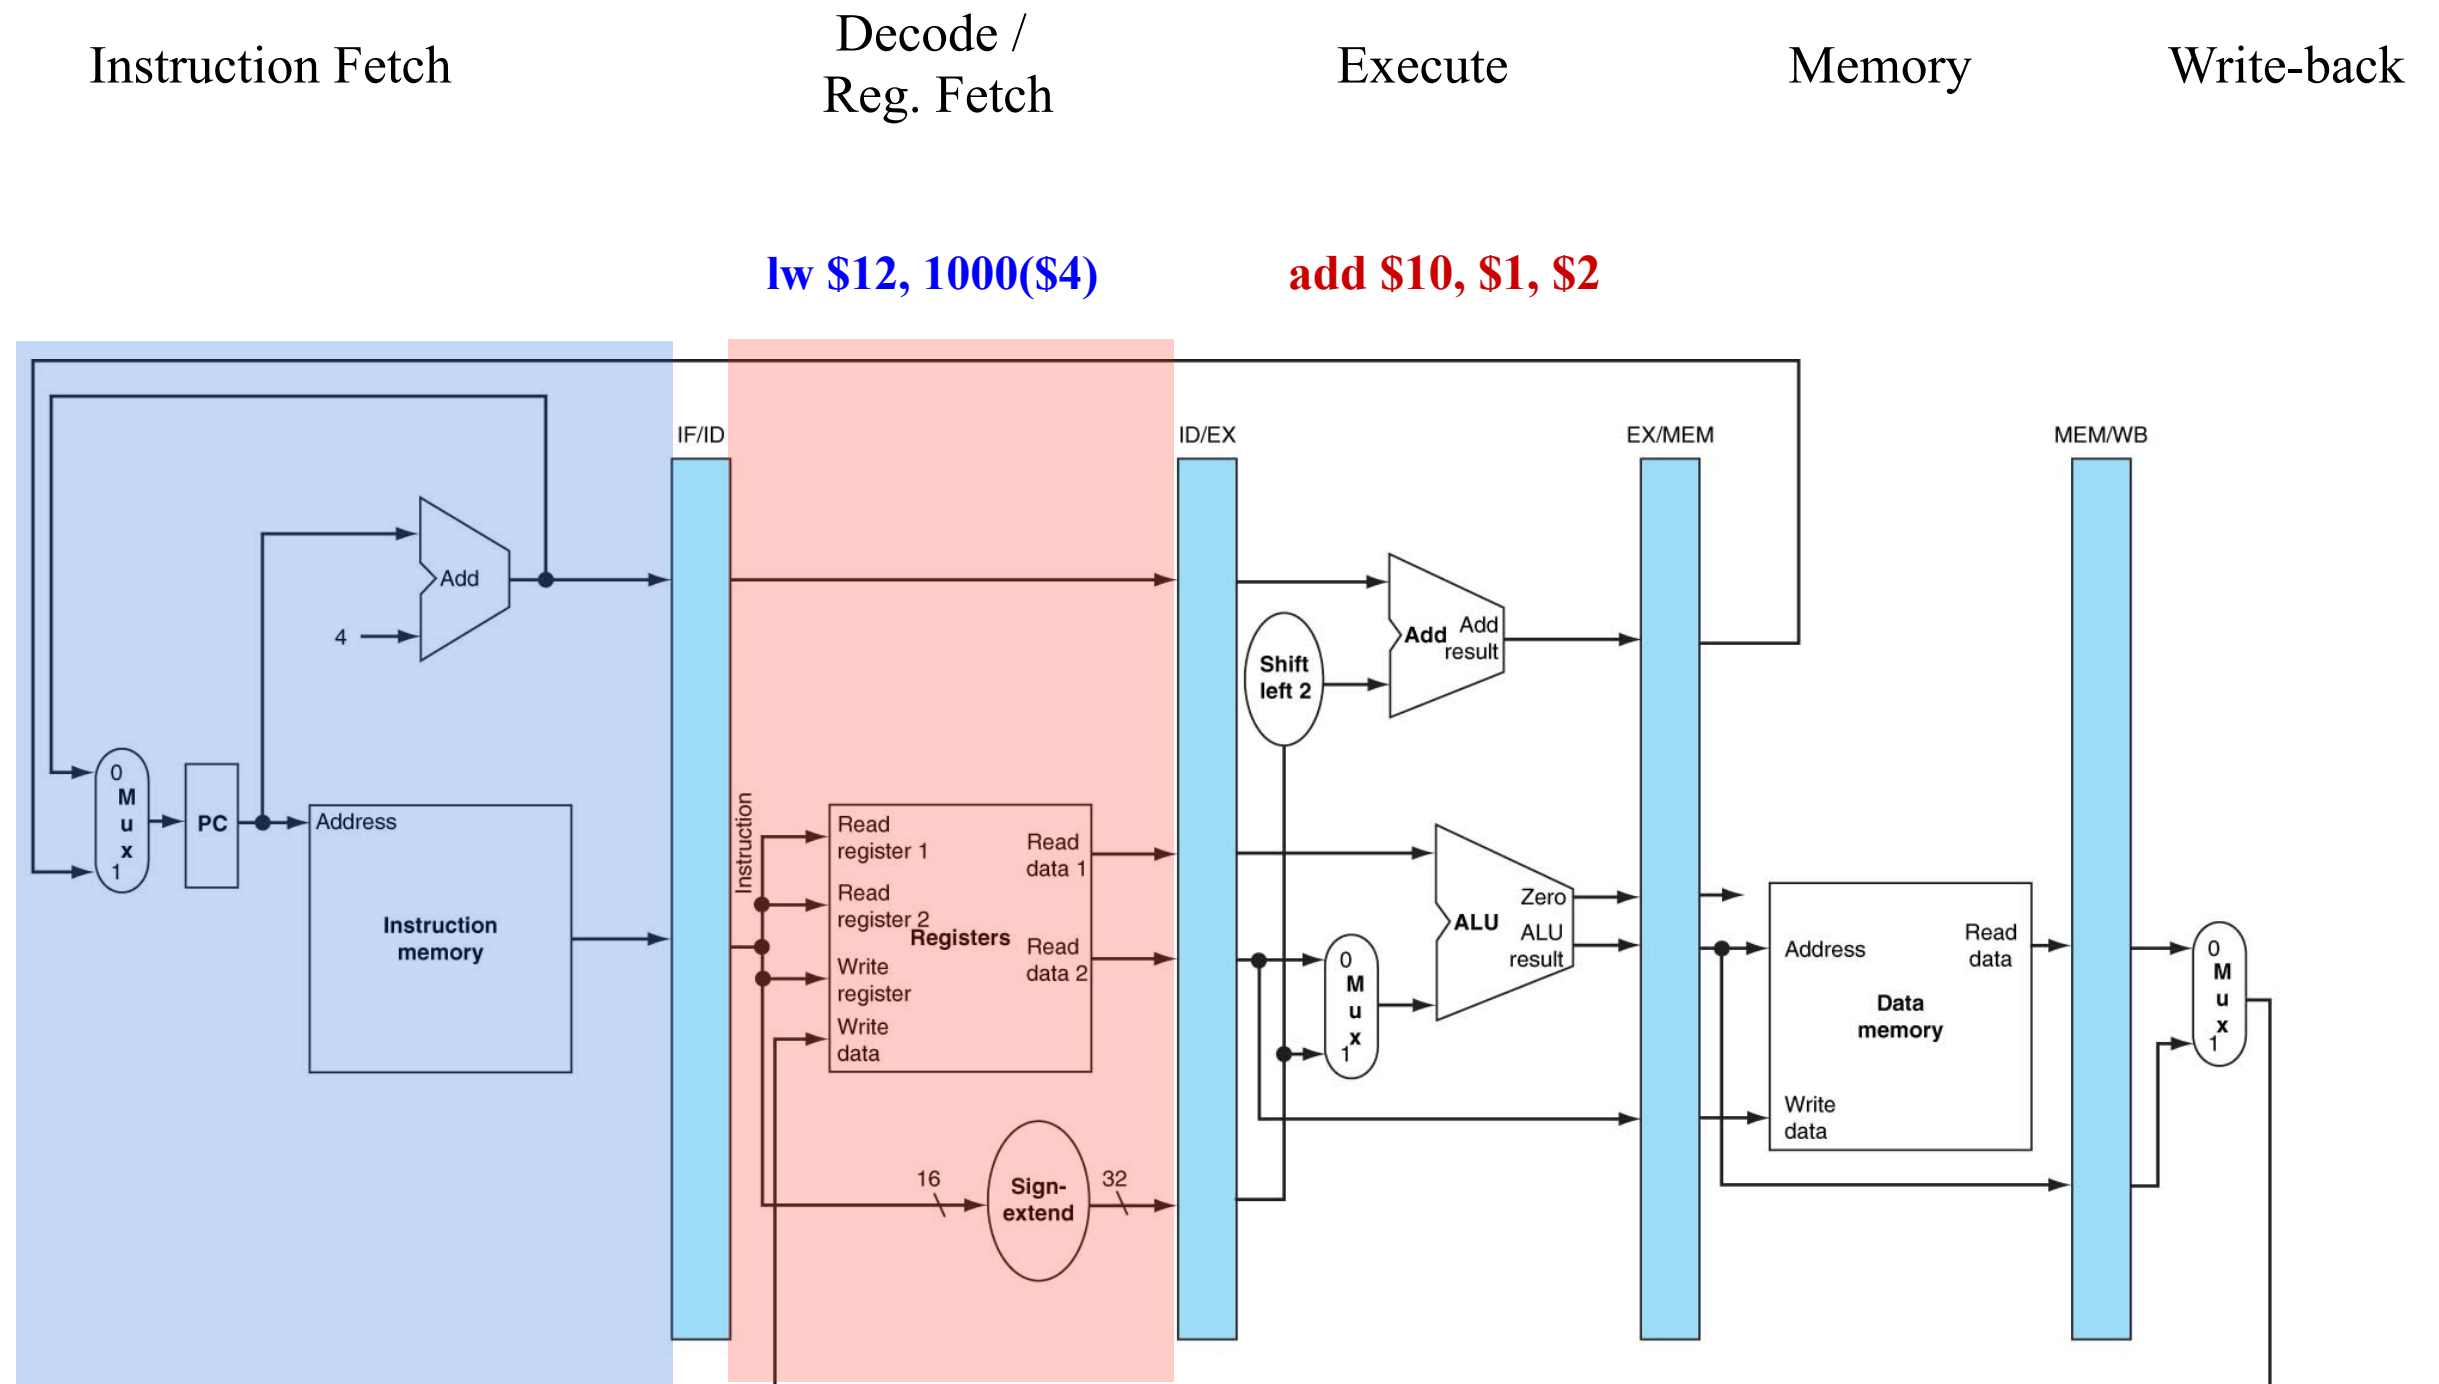 Instruction Fetch
Decode /
Reg. Fetch
Execute
Memory
Write-back
lw $12, 1000($4)
add $10, $1, $2
IF/ID
ID/EX
EX/MEM
MEM/WB
Add
4
0
M
u
x
1
PC
Address
Instruction
memory
Instruction
Read
register 1
Read
register 2
Registers
Write
register
Write
data
Read
data 1
Read
data 2
16
Sign-
extend
32
Shift
left 2
Add
Add
result
0
M
u
x
1
ALU
Zero
ALU
result
Address
Read
data
Data
memory
Write
data
0
M
u
x
1